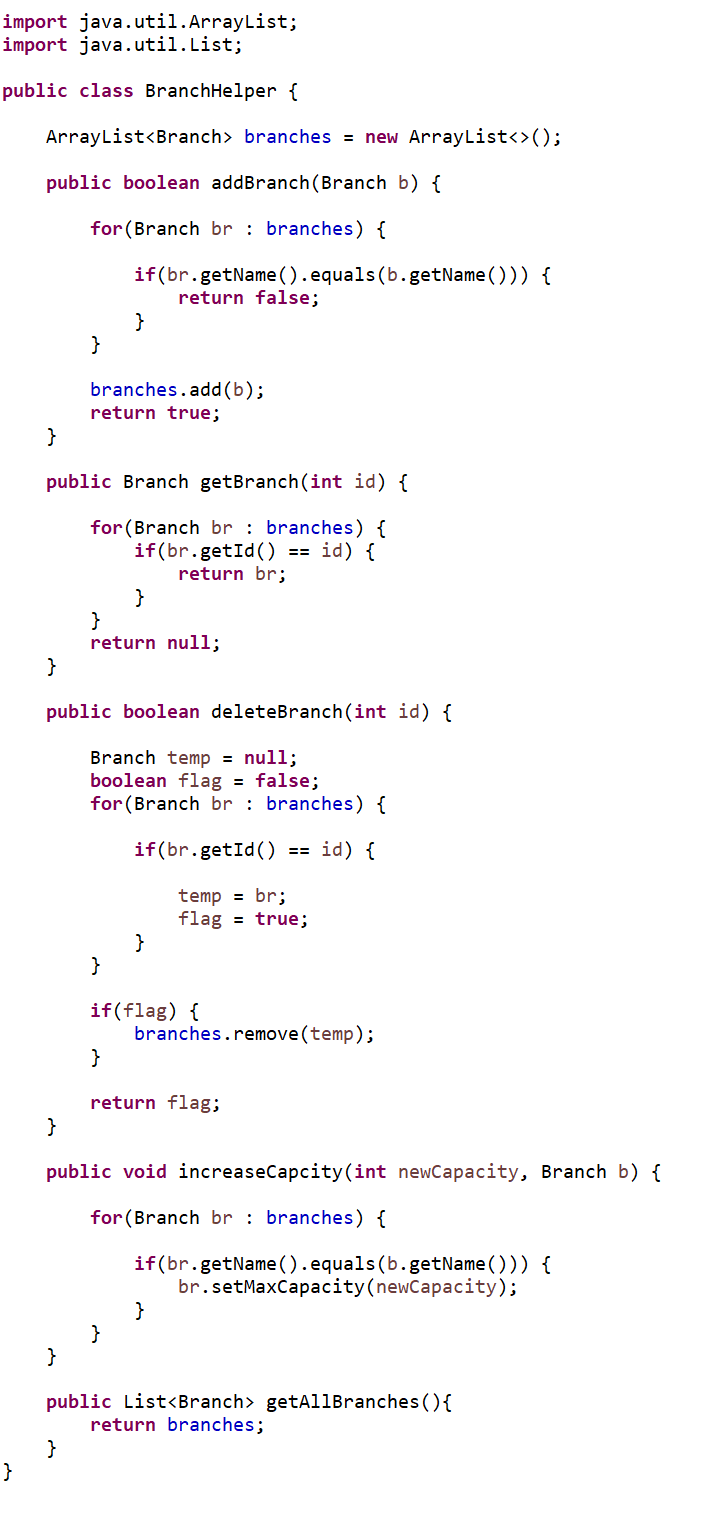 import java.util.ArrayList;
import java.util.List;

public class BranchHelper {

    ArrayList<Branch> branches = new ArrayList<>();

    public boolean addBranch(Branch b) {

        for(Branch br : branches) {

            if(br.getName().equals(b.getName())) {
                return false;
            }
        }

        branches.add(b);
        return true;
    }

    public Branch getBranch(int id) {

        for(Branch br : branches) {
            if(br.getId() == id) {
                return br;
            }
        }
        return null;
    }

    public boolean deleteBranch(int id) {

        Branch temp = null;
        boolean flag = false;
        for(Branch br : branches) {

            if(br.getId() == id) {

                temp = br;
                flag = true;
            }
        }

        if(flag) {
            branches.remove(temp);
        }

        return flag;
    }

    public void increaseCapcity(int newCapacity, Branch b) {

        for(Branch br : branches) {

            if(br.getName().equals(b.getName())) {
                br.setMaxCapacity(newCapacity);
            }
        }
    }

    public List<Branch> getAllBranches(){
        return branches;
    }
}